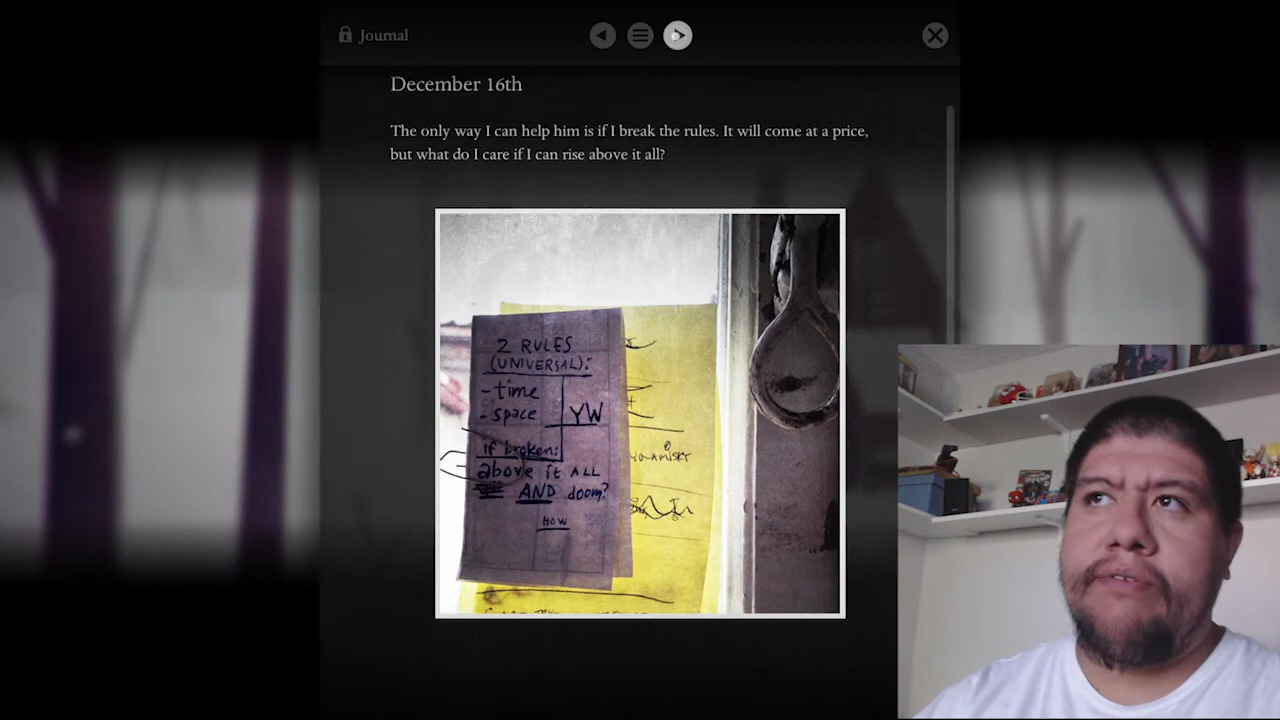 Journal
December 16th
The only way I can help him is if I break the rules. It will come at a price,
but what do I care if I can rise above it all?
2 RULES
(UNIVERSAL):
-time
-space
YW
if broken:
above it ALL
AND doom?
HOW